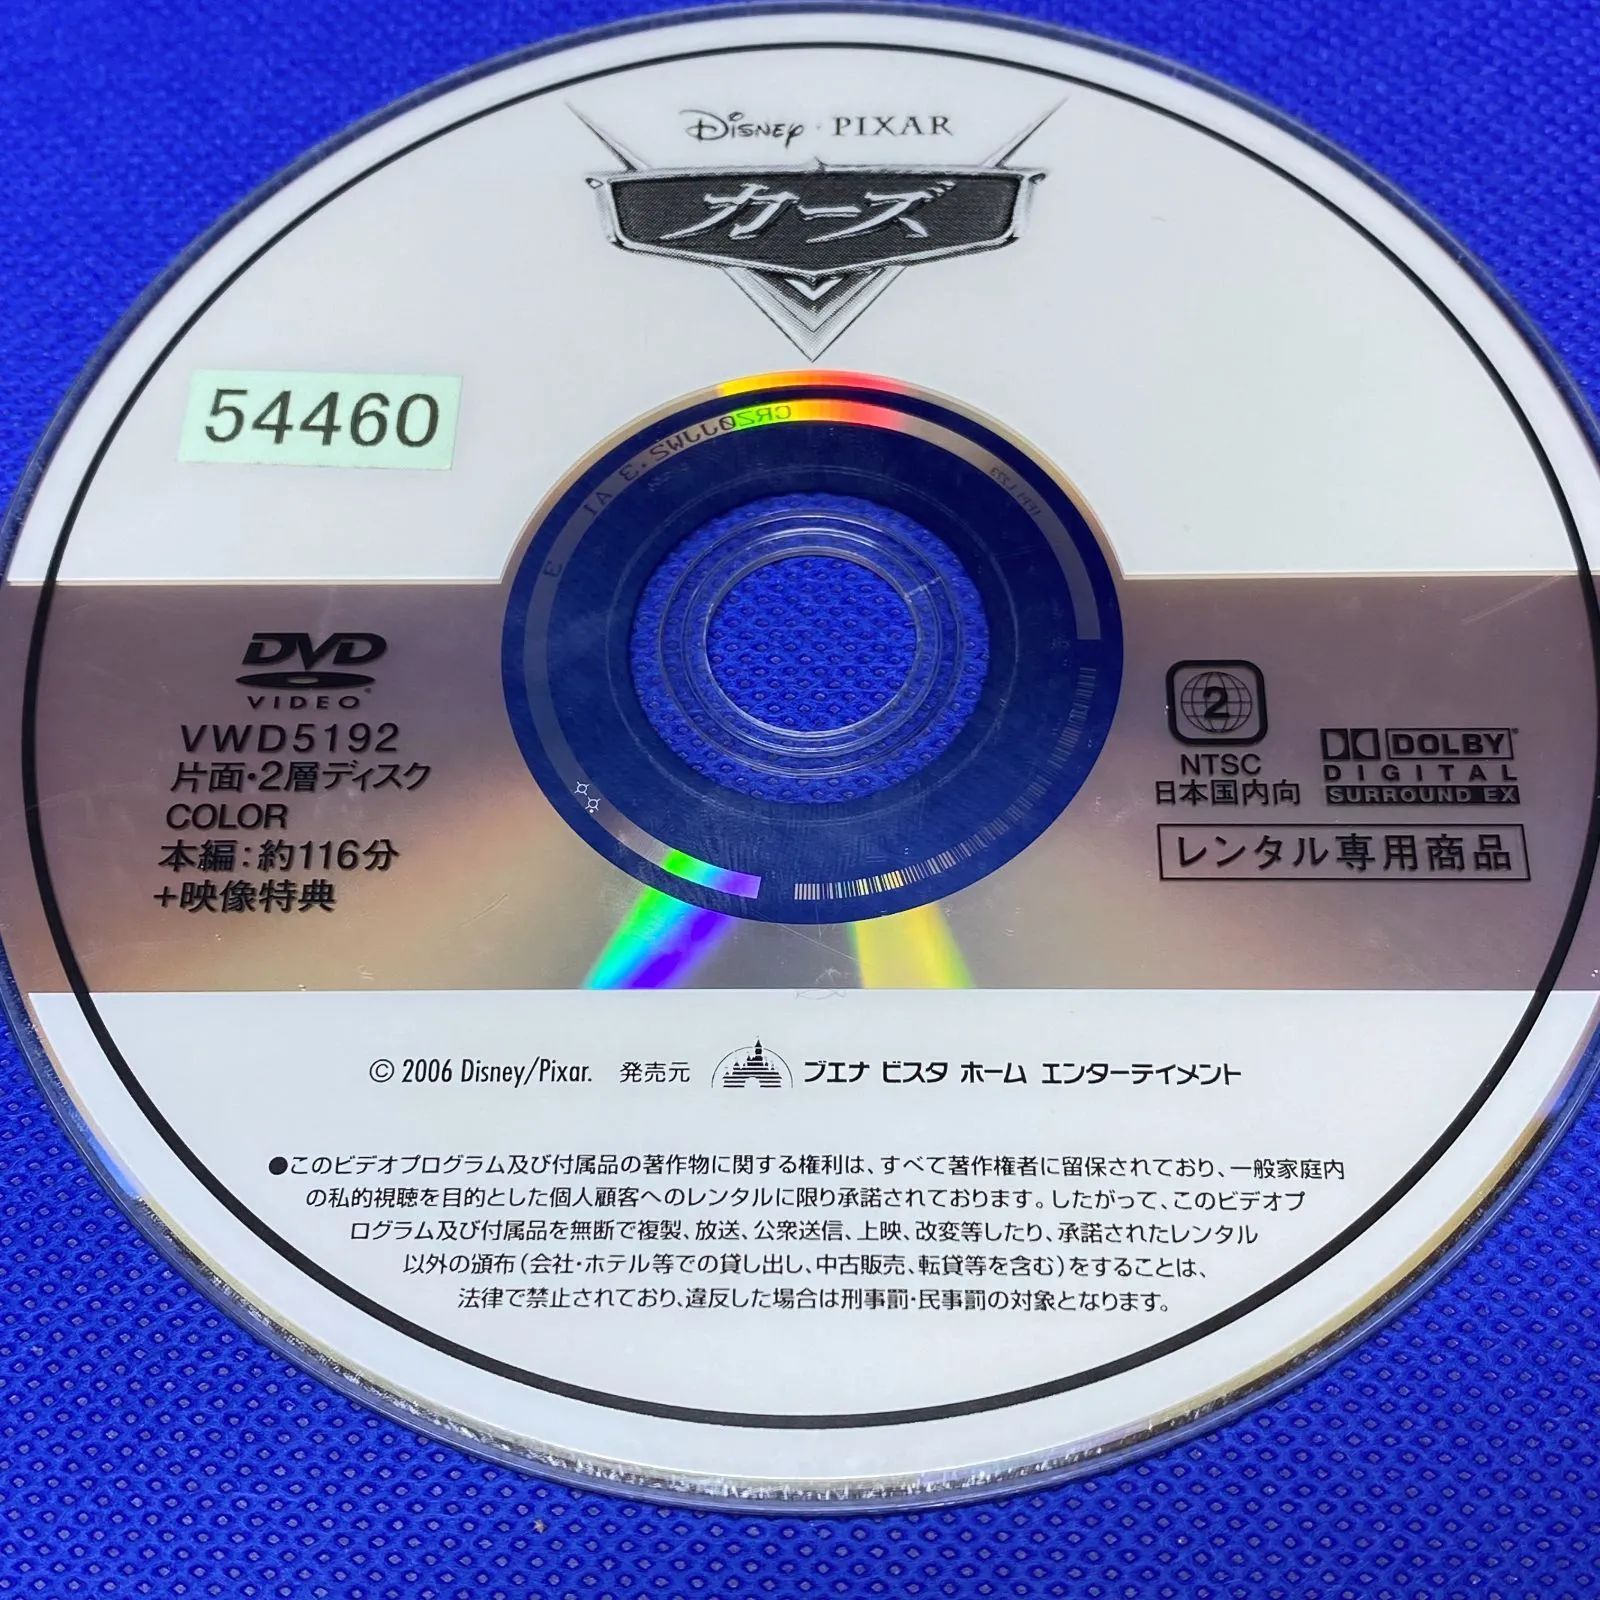 Disney · PIXAR
カーズ
54460
DVD
VIDEO
VWD5192
片面・2層ディスク
COLOR
本編：約116分
+映像特典
2
NTSC
日本国内向
DOLBY
DIGITAL
SURROUND EX
レンタル専用商品
© 2006 Disney/Pixar. 発売元 ブエナ ビスタ ホーム エンターテイメント
●このビデオプログラム及び付属品の著作物に関する権利は、すべて著作権者に留保されており、一般家庭内
の私的視聴を目的とした個人顧客へのレンタルに限り承諾されております。したがって、このビデオプ
ログラム及び付属品を無断で複製、放送、公衆送信、上映、改変等したり、承諾されたレンタル
以外の頒布（会社・ホテル等での貸し出し、中古販売、転貸等を含む）をすることは、
法律で禁止されており、違反した場合は刑事罰・民事罰の対象となります。